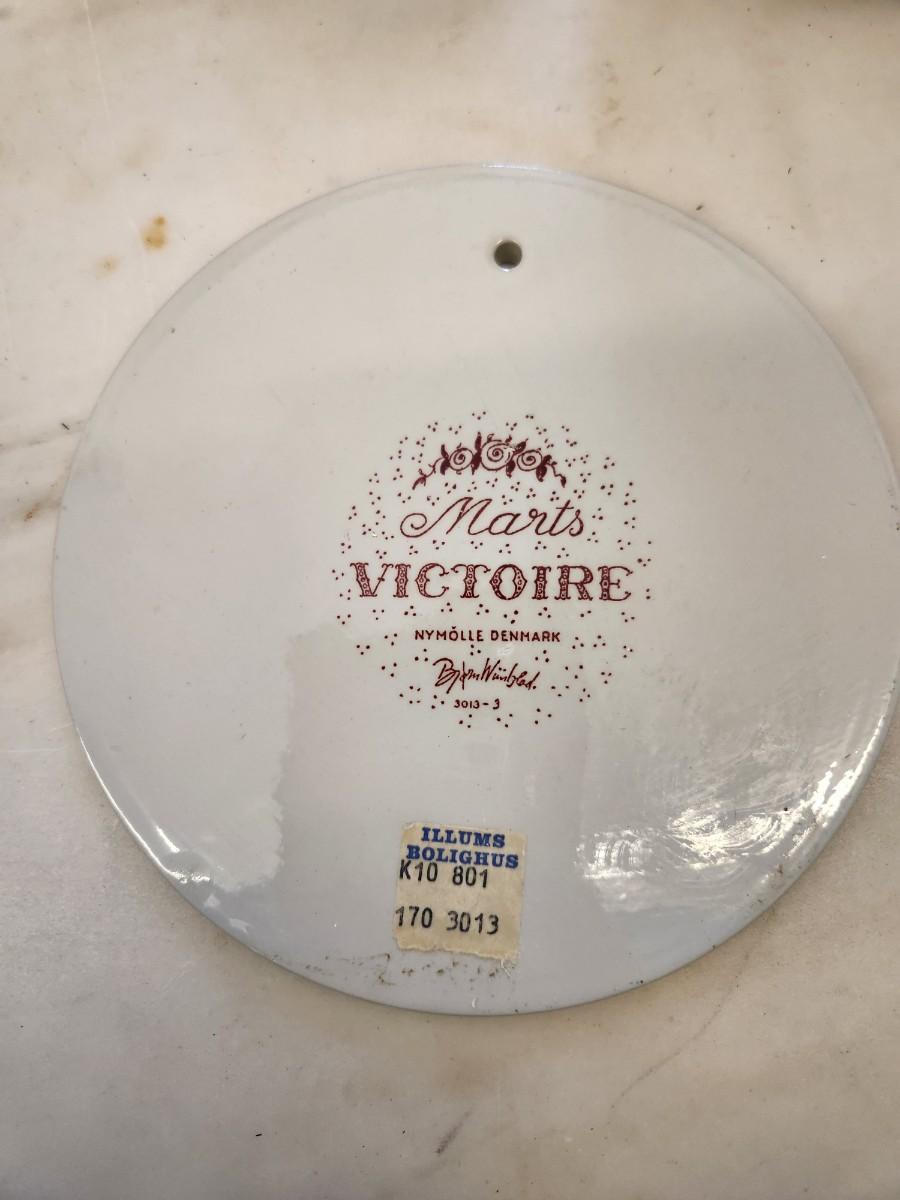 Marts
VICTOIRE
NYMÖLLE DENMARK
Bjørn Wiinblad.
3013-3
ILLUMS
BOLIGHUS
K10 801
170 3013